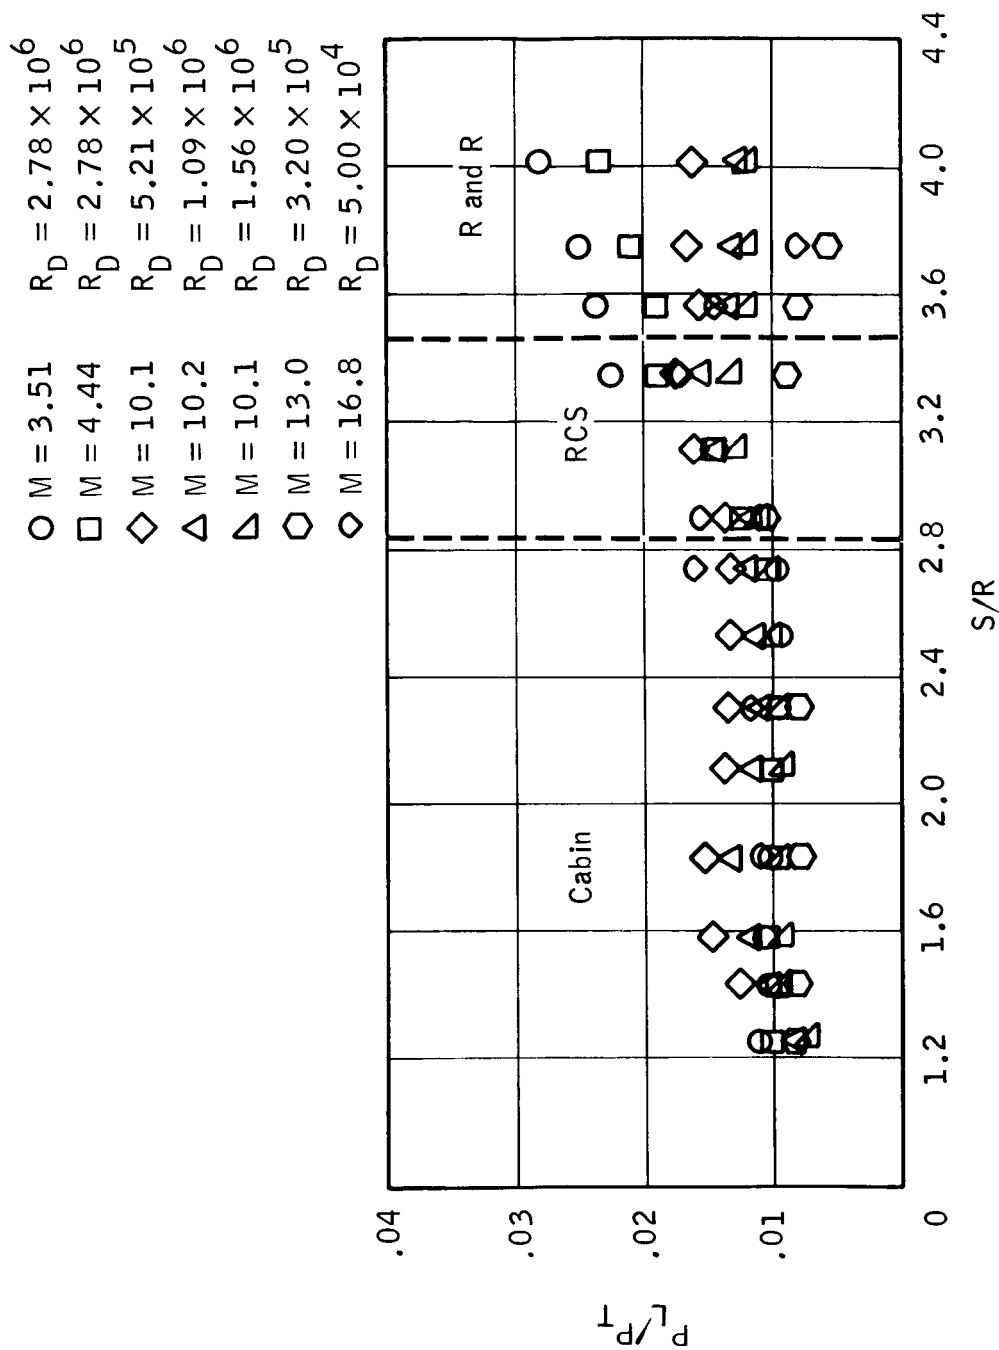 M = 3.51 R_D = 2.78 × 10^6
M = 4.44 R_D = 2.78 × 10^6
M = 10.1 R_D = 5.21 × 10^5
M = 10.2 R_D = 1.09 × 10^6
M = 10.1 R_D = 1.56 × 10^6
M = 13.0 R_D = 3.20 × 10^5
M = 16.8 R_D = 5.00 × 10^4
Cabin
RCS
R and R
.04
.03
.02
.01
P_L/P_T
0
1.2
1.6
2.0
2.4
2.8
3.2
3.6
4.0
4.4
S/R